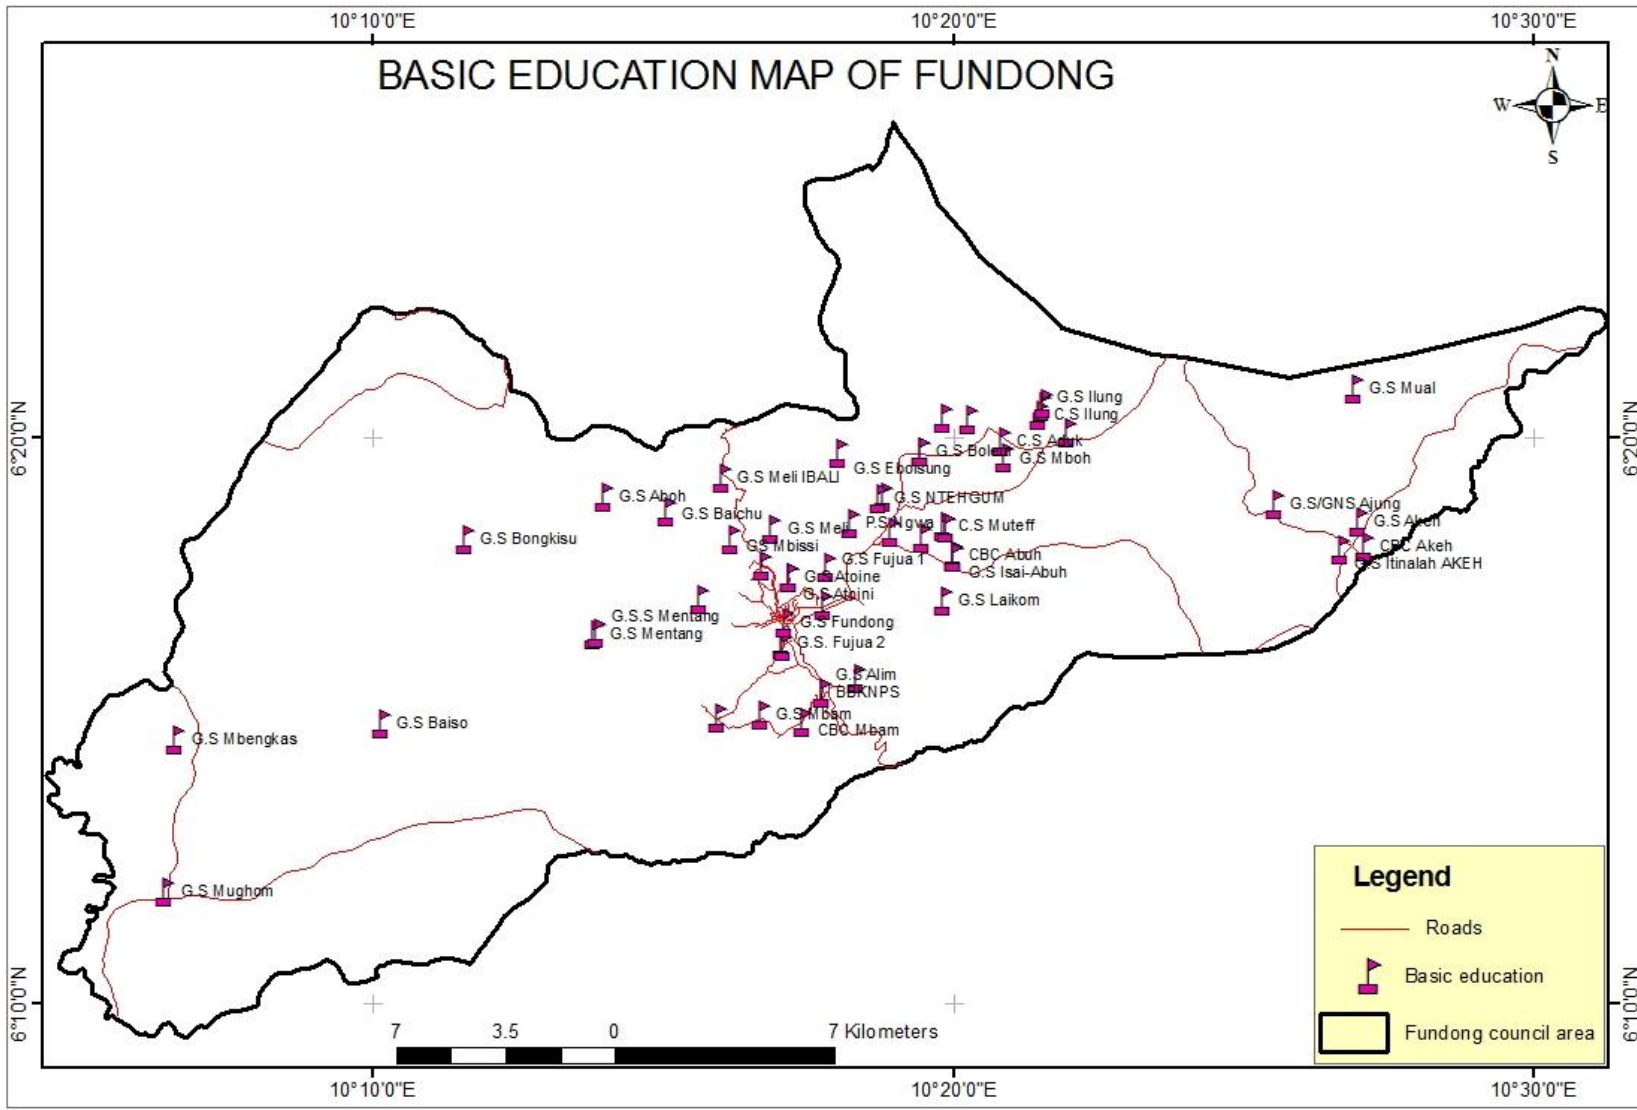 10°10'0"E
10°20'0"E
10°30'0"E
BASIC EDUCATION MAP OF FUNDONG
N
W
E
S
G.S Mual
G.S Ilung
C.S Ilung
6°20'0"N
6°20'0"N
C.S Aduk
G.S Bolem
G.S Mboh
G.S Ebolsung
G.S Meli IBALI
G.S Aboh
G.S NTEHGUM
G.S/GNS Ajung
G.S Baichu
G.S Akeh
P.S Ngwa
C.S Muteff
G.S Meli
G.S Bongkisu
GS Mbissi
CBC Akeh
CBC Abuh
G.S Fujua 1
G.S Itinalah AKEH
G.S Isai-Abuh
G.S Atoine
G.S Atoini
G.S Laikom
G.S.S Mentang
G.S Fundong
G.S Mentang
G.S. Fujua 2
G.S Alim
BBKNPS
G.S Mbam
G.S Baiso
CBC Mbam
G.S Mbengkas
G.S Mughom
Legend
Roads
Basic education
Fundong council area
6°10'0"N
6°10'0"N
7 3.5 0 7 Kilometers
10°10'0"E
10°20'0"E
10°30'0"E